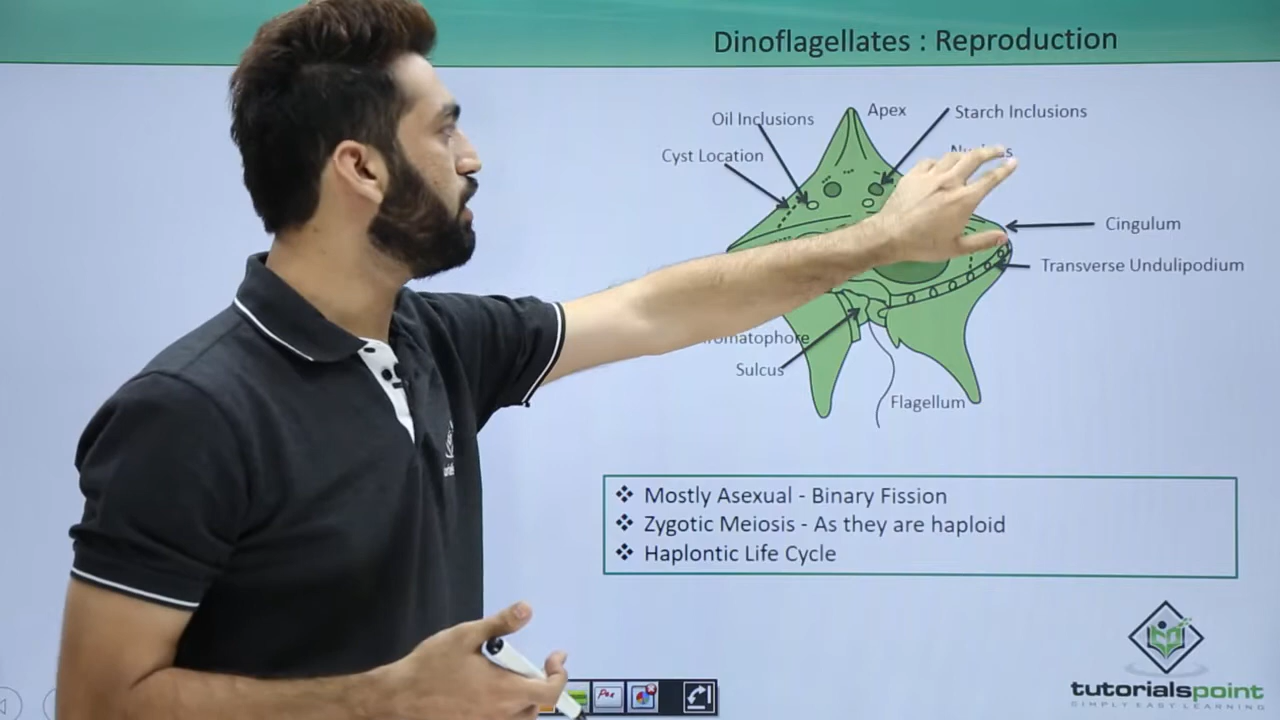 Dinoflagellates : Reproduction
Apex
Starch Inclusions
Oil Inclusions
Cyst Location
Cingulum
Transverse Undulipodium
Sulcus
Flagellum
❖ Mostly Asexual - Binary Fission
❖ Zygotic Meiosis - As they are haploid
❖ Haplontic Life Cycle
tutorialspoint
SIMPLY EASY LEARNING